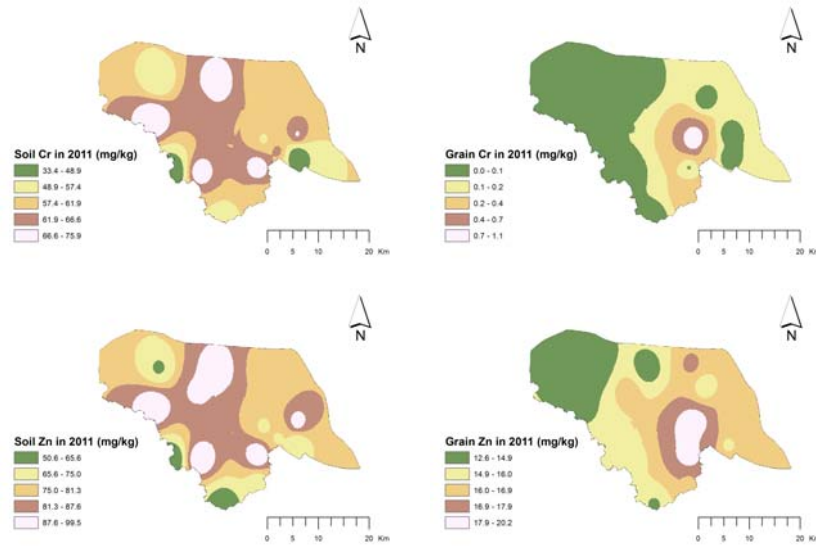 N
Soil Cr in 2011 (mg/kg)
33.4 - 48.9
48.9 - 57.4
57.4 - 61.9
61.9 - 66.6
66.6 - 75.9
0 10 20
Km
N
Grain Cr in 2011 (mg/kg)
0.0 - 0.1
0.1 - 0.2
0.2 - 0.4
0.4 - 0.7
0.7 - 1.1
0 10 20
Km
N
Soil Zn in 2011 (mg/kg)
50.6 - 65.6
65.6 - 75.0
75.0 - 81.3
81.3 - 87.6
87.6 - 99.5
0 10 20
Km
N
Grain Zn in 2011 (mg/kg)
12.6 - 14.9
14.9 - 16.0
16.0 - 16.9
16.9 - 17.9
17.9 - 20.2
0 10 20
Km